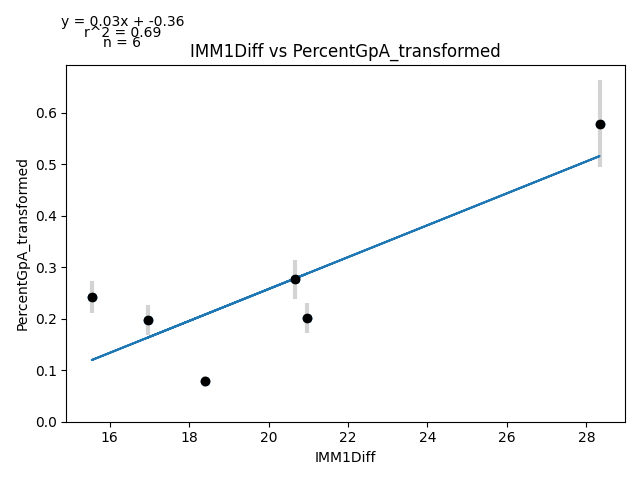 y = 0.03x + -0.36
r^2 = 0.69
n = 6
IMM1Diff vs PercentGpA_transformed
PercentGpA_transformed
0.6
0.5
0.4
0.3
0.2
0.1
0.0
16
18
20
22
24
26
28
IMM1Diff